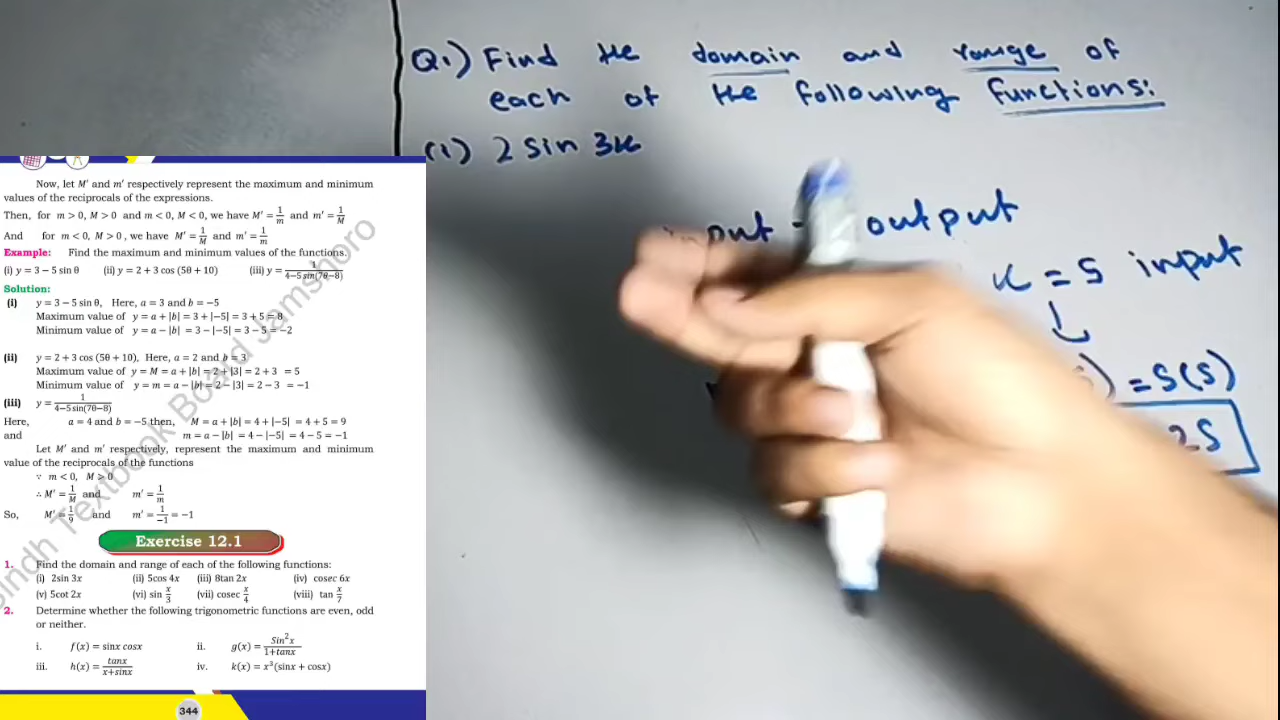 Q.1) Find the domain and range of
each of the following functions:
(i) 2 Sin 3x
output
x = 5 input
) = 5(5)
25
Now, let M' and m' respectively represent the maximum and minimum
values of the reciprocals of the expressions.
Then, for m > 0, M > 0 and m < 0, M < 0, we have M' = 1/m and m' = 1/M
And for m < 0, M > 0, we have M' = 1/M and m' = 1/m
Example: Find the maximum and minimum values of the functions.
(i) y = 3 − 5 sin θ (ii) y = 2 + 3 cos (5θ + 10) (iii) y = 1/(4−5 sin(7θ−8))
Solution:
(i) y = 3 − 5 sin θ, Here, a = 3 and b = −5
Maximum value of y = a + |b| = 3 + |−5| = 3 + 5 = 8
Minimum value of y = a − |b| = 3 − |−5| = 3 − 5 = −2
(ii) y = 2 + 3 cos (5θ + 10), Here, a = 2 and b = 3
Maximum value of y = M = a + |b| = 2 + |3| = 2 + 3 = 5
Minimum value of y = m = a − |b| = 2 − |3| = 2 − 3 = −1
(iii) y = 1/(4−5 sin(7θ−8))
Here, a = 4 and b = −5 then, M = a + |b| = 4 + |−5| = 4 + 5 = 9
and m = a − |b| = 4 − |−5| = 4 − 5 = −1
Let M' and m' respectively, represent the maximum and minimum
value of the reciprocals of the functions
∵ m < 0, M > 0
∴ M' = 1/M and m' = 1/m
So, M' = 1/9 and m' = 1/−1 = −1
Exercise 12.1
1. Find the domain and range of each of the following functions:
(i) 2sin 3x (ii) 5cos 4x (iii) 8tan 2x (iv) cosec 6x
(v) 5cot 2x (vi) sin x/3 (vii) cosec x/4 (viii) tan x/7
2. Determine whether the following trigonometric functions are even, odd
or neither.
i. f(x) = sinx cosx ii. g(x) = Sin²x/(1+tanx)
iii. h(x) = tanx/(x+sinx) iv. k(x) = x³(sinx + cosx)
344
Sindh Textbook Board Jamshoro